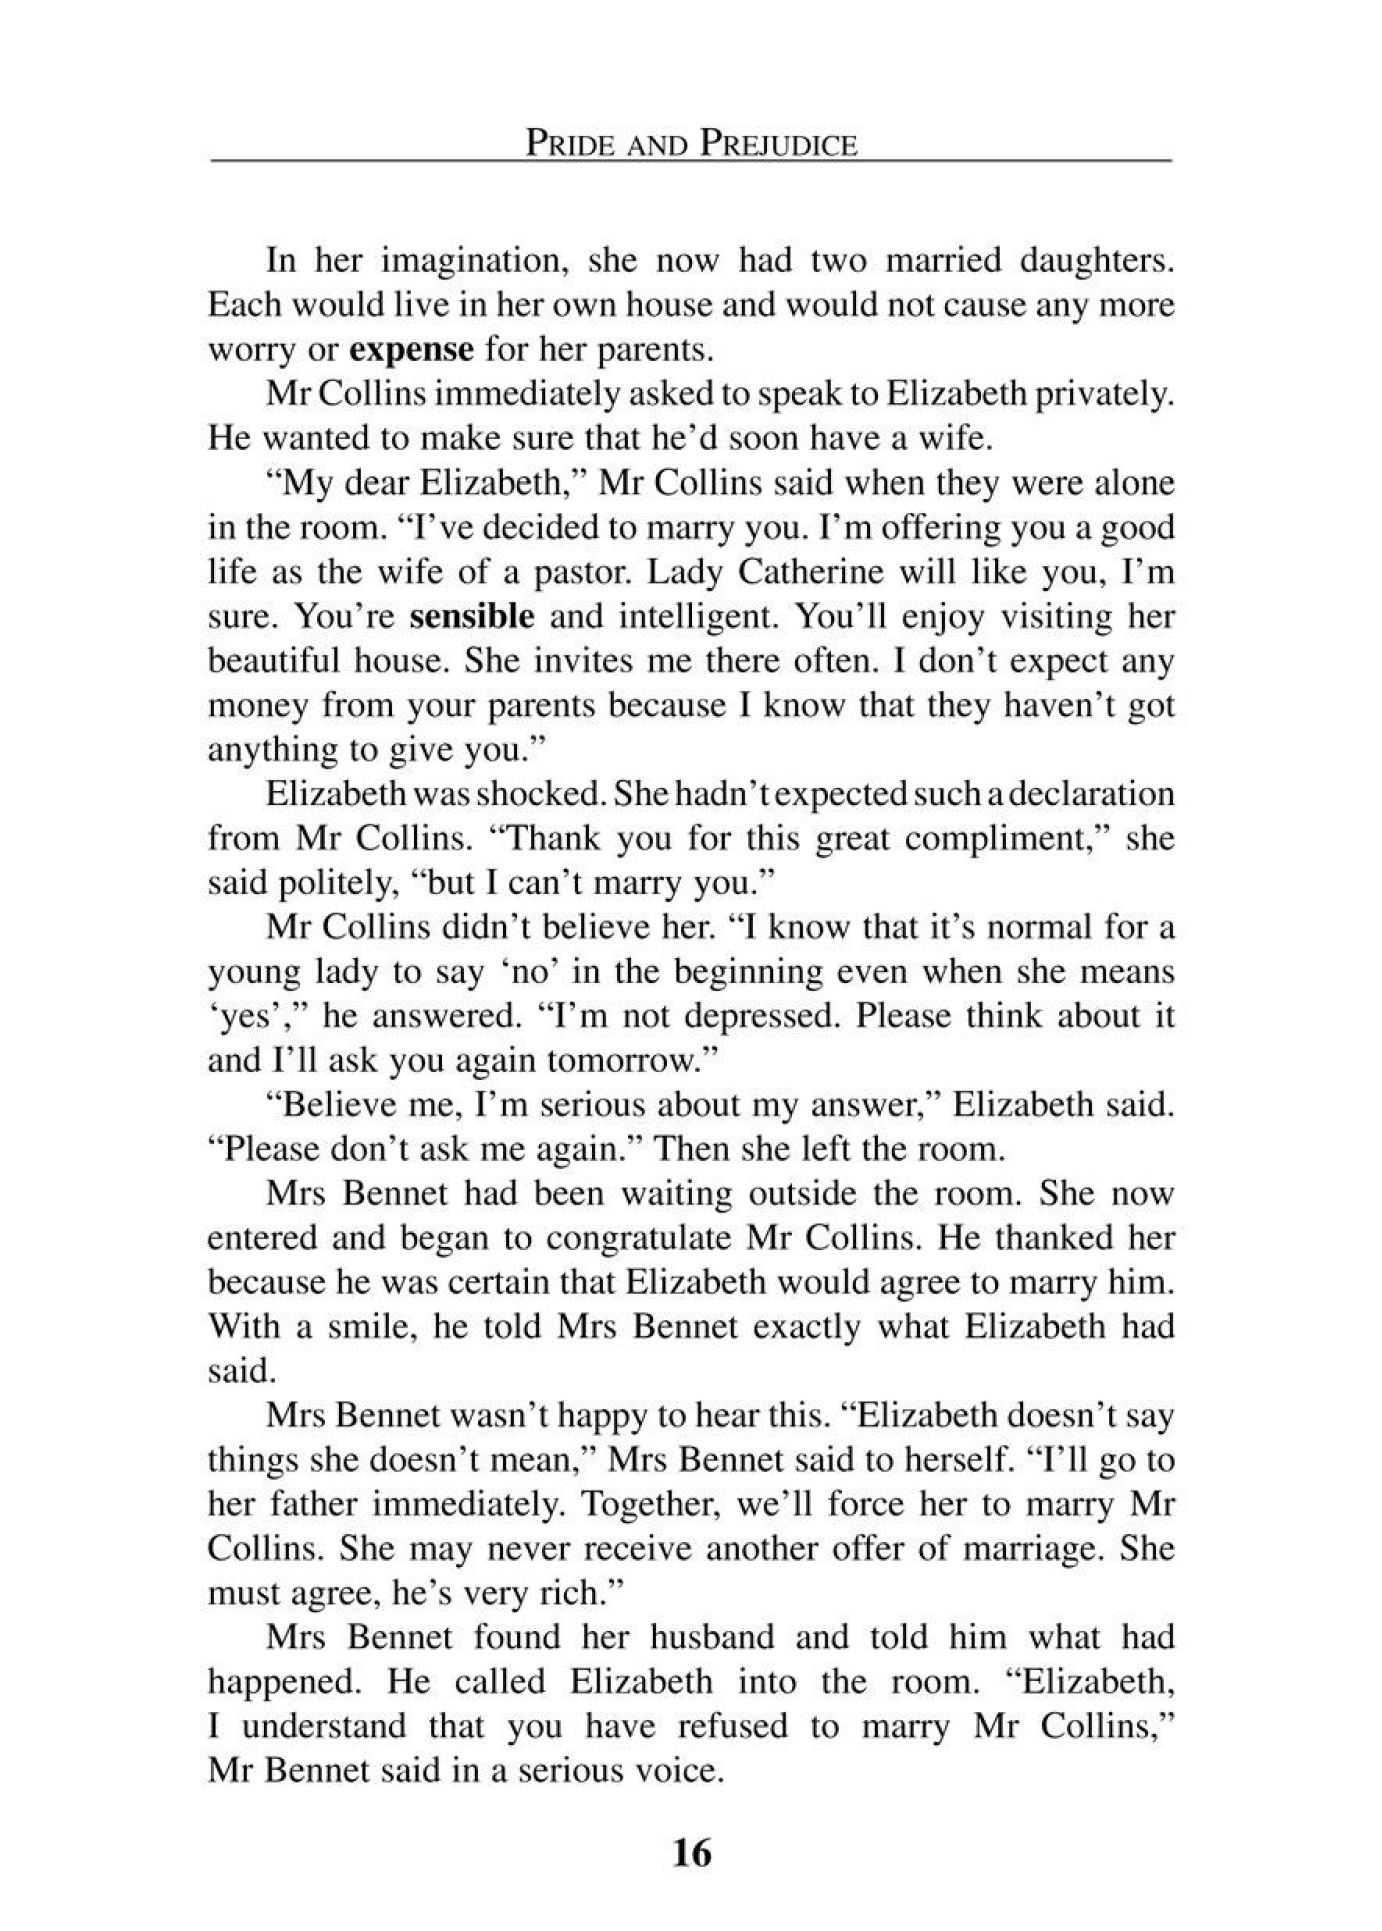 PRIDE AND PREJUDICE
In her imagination, she now had two married daughters.
Each would live in her own house and would not cause any more
worry or expense for her parents.
Mr Collins immediately asked to speak to Elizabeth privately.
He wanted to make sure that he’d soon have a wife.
“My dear Elizabeth,” Mr Collins said when they were alone
in the room. “I’ve decided to marry you. I’m offering you a good
life as the wife of a pastor. Lady Catherine will like you, I’m
sure. You’re sensible and intelligent. You’ll enjoy visiting her
beautiful house. She invites me there often. I don’t expect any
money from your parents because I know that they haven’t got
anything to give you.”
Elizabeth was shocked. She hadn’t expected such a declaration
from Mr Collins. “Thank you for this great compliment,” she
said politely, “but I can’t marry you.”
Mr Collins didn’t believe her. “I know that it’s normal for a
young lady to say ‘no’ in the beginning even when she means
‘yes’,” he answered. “I’m not depressed. Please think about it
and I’ll ask you again tomorrow.”
“Believe me, I’m serious about my answer,” Elizabeth said.
“Please don’t ask me again.” Then she left the room.
Mrs Bennet had been waiting outside the room. She now
entered and began to congratulate Mr Collins. He thanked her
because he was certain that Elizabeth would agree to marry him.
With a smile, he told Mrs Bennet exactly what Elizabeth had
said.
Mrs Bennet wasn’t happy to hear this. “Elizabeth doesn’t say
things she doesn’t mean,” Mrs Bennet said to herself. “I’ll go to
her father immediately. Together, we’ll force her to marry Mr
Collins. She may never receive another offer of marriage. She
must agree, he’s very rich.”
Mrs Bennet found her husband and told him what had
happened. He called Elizabeth into the room. “Elizabeth,
I understand that you have refused to marry Mr Collins,”
Mr Bennet said in a serious voice.
16